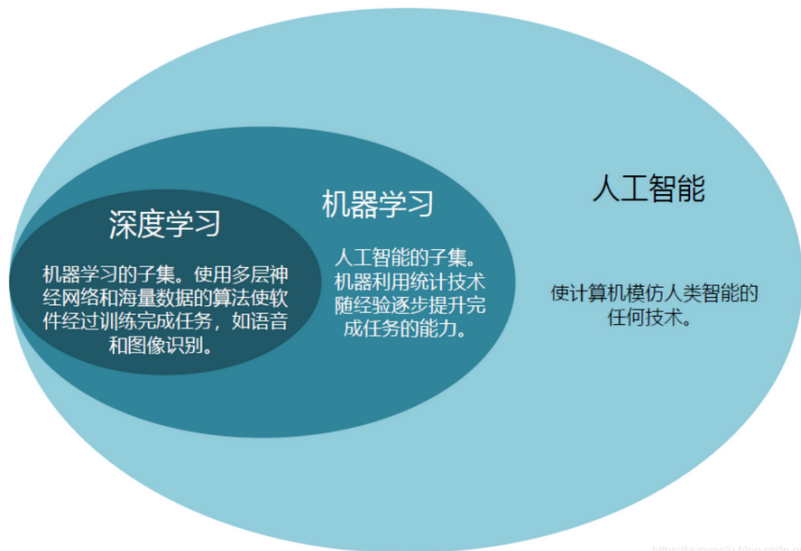 人工智能
使计算机模仿人类智能的
任何技术。
机器学习
人工智能的子集。
机器利用统计技术
随经验逐步提升完
成任务的能力。
深度学习
机器学习的子集。使用多层神
经网络和海量数据的算法使软
件经过训练完成任务，如语音
和图像识别。